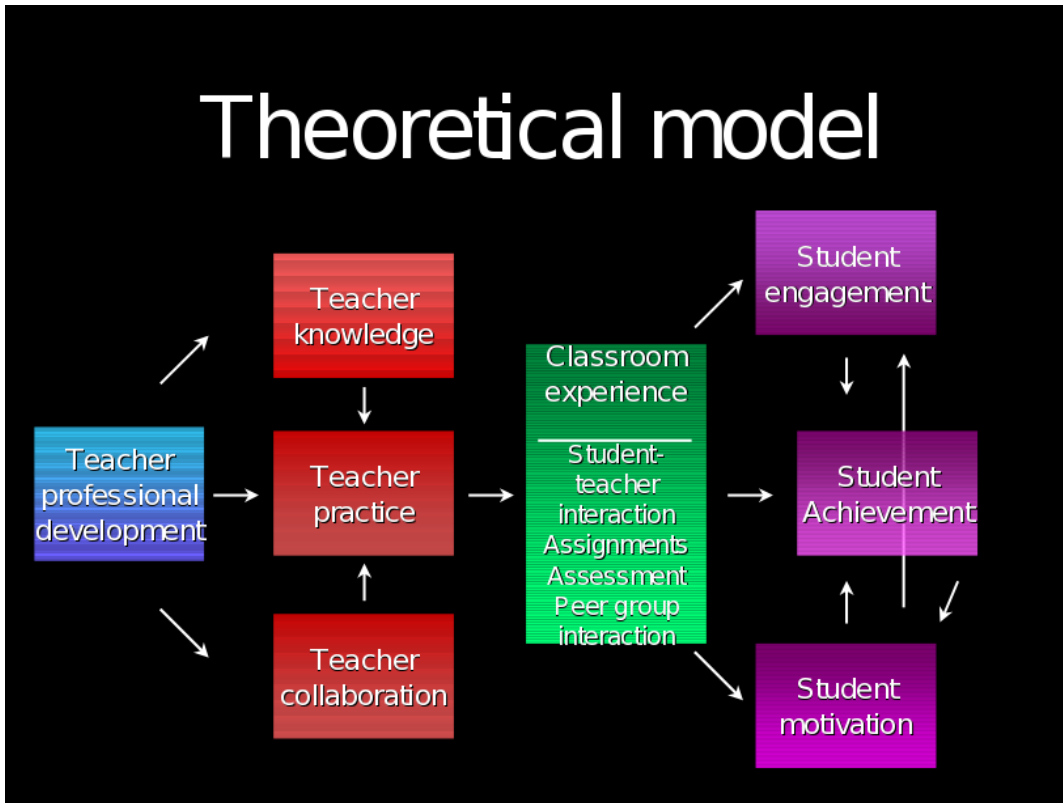 Theoretical model
Teacher
professional
development
Teacher
knowledge
Teacher
practice
Teacher
collaboration
Classroom
experience
Student-
teacher
interaction
Assignments
Assessment
Peer group
interaction
Student
engagement
Student
Achievement
Student
motivation